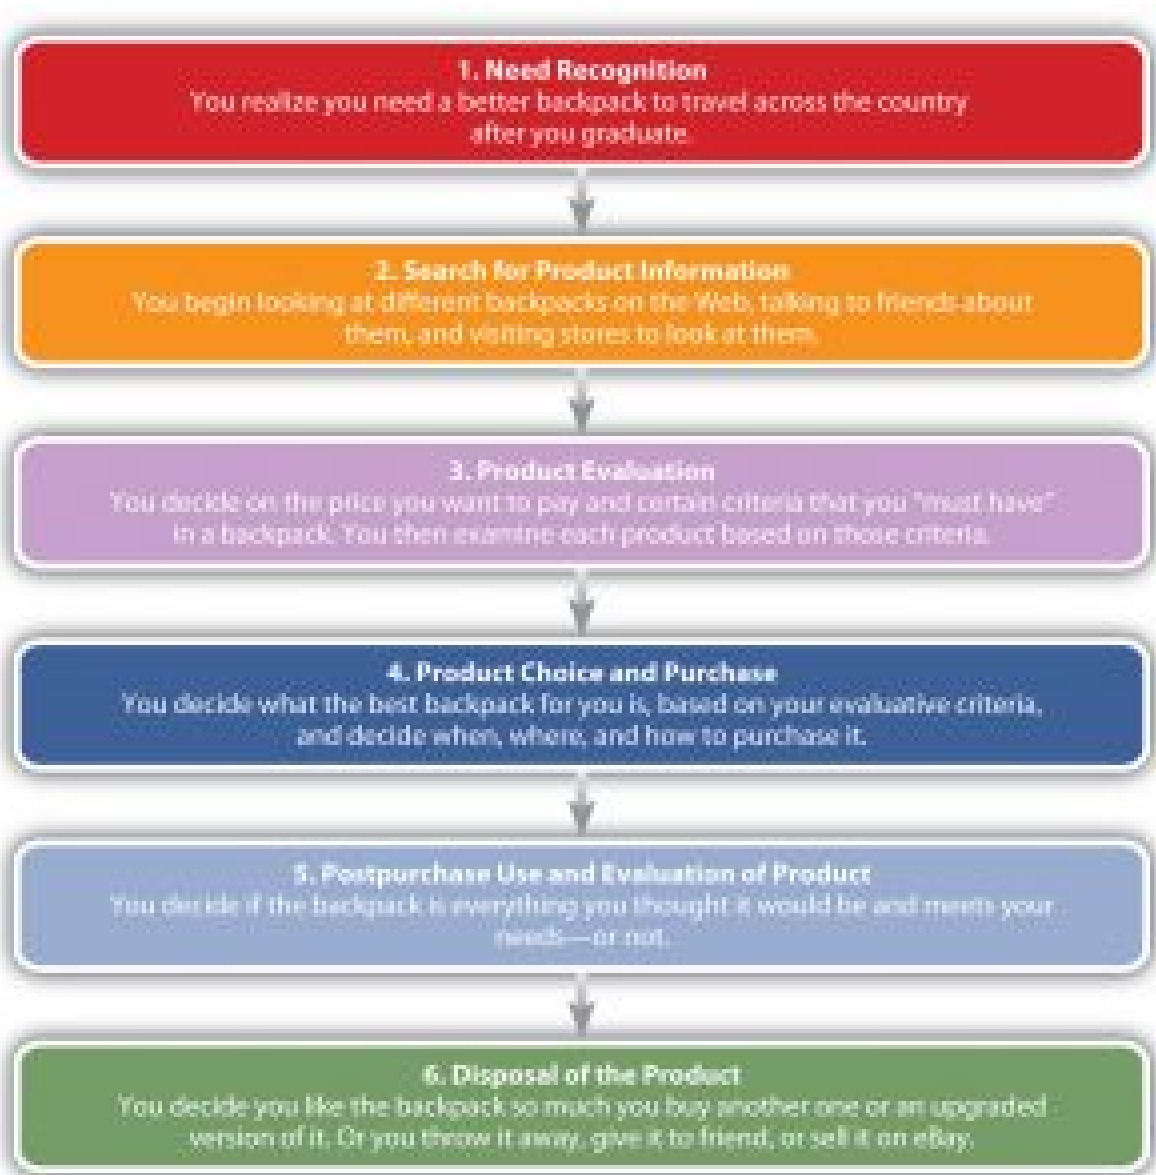 1. Need Recognition
You realize you need a better backpack to travel across the country
after you graduate.
2. Search for Product Information
You begin looking at different backpacks on the Web, talking to friends about
them, and visiting stores to look at them.
3. Product Evaluation
You decide on the price you want to pay and certain criteria that you "must have"
in a backpack. You then examine each product based on those criteria.
4. Product Choice and Purchase
You decide what the best backpack for you is, based on your evaluative criteria,
and decide when, where, and how to purchase it.
5. Postpurchase Use and Evaluation of Product
You decide if the backpack is everything you thought it would be and meets your
needs—or not.
6. Disposal of the Product
You decide you like the backpack so much you buy another one or an upgraded
version of it. Or you throw it away, give it to friend, or sell it on eBay.